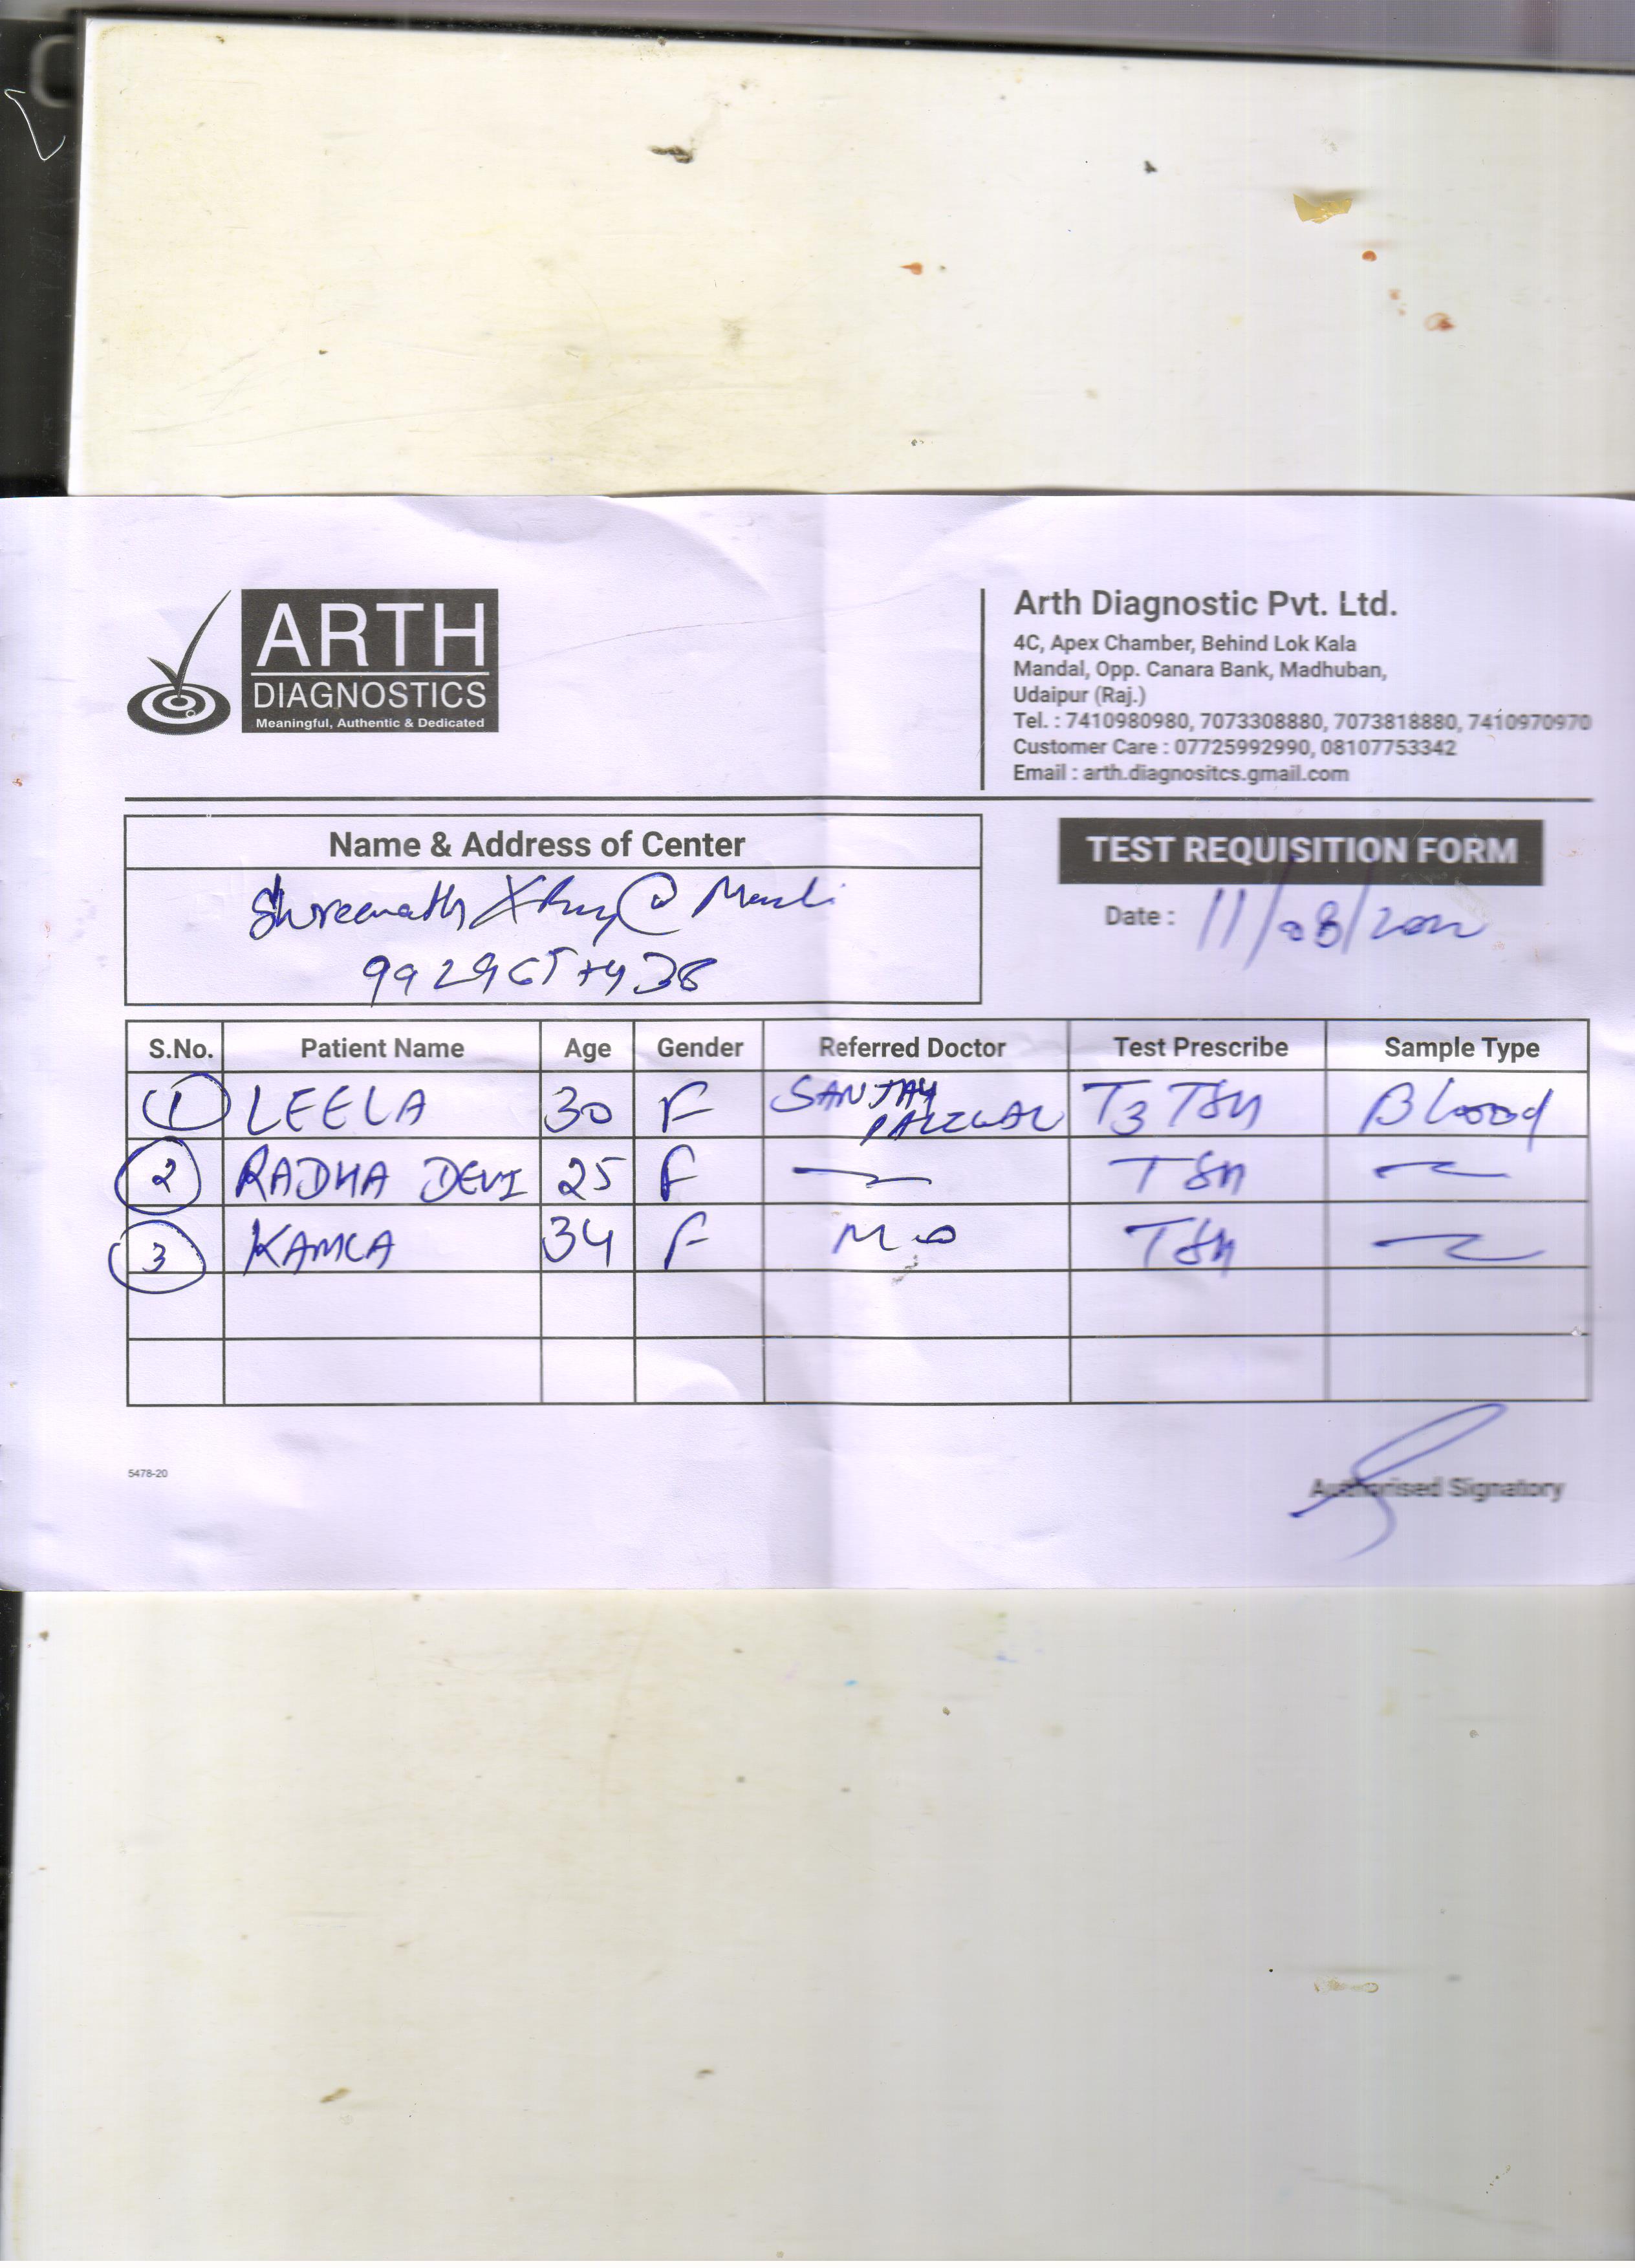 ARTH
DIAGNOSTICS
Meaningful, Authentic & Dedicated
Arth Diagnostic Pvt. Ltd.
4C, Apex Chamber, Behind Lok Kala
Mandal, Opp. Canara Bank, Madhuban,
Udaipur (Raj.)
Tel. : 7410980980, 7073308880, 7073818880, 7410970970
Customer Care : 07725992990, 08107753342
Email : arth.diagnositcs.gmail.com
Name & Address of Center
Shreenath @
TEST REQUISITION FORM
Date : 11/08/2022
S.No. Patient Name Age Gender Referred Doctor Test Prescribe Sample Type
1 LEELA 30 F SANJAY T3 TSH Blood
2 RADHA DEVI 25 F TSH
3 KAMLA 34 F TSH
5478-20
Authorised Signatory